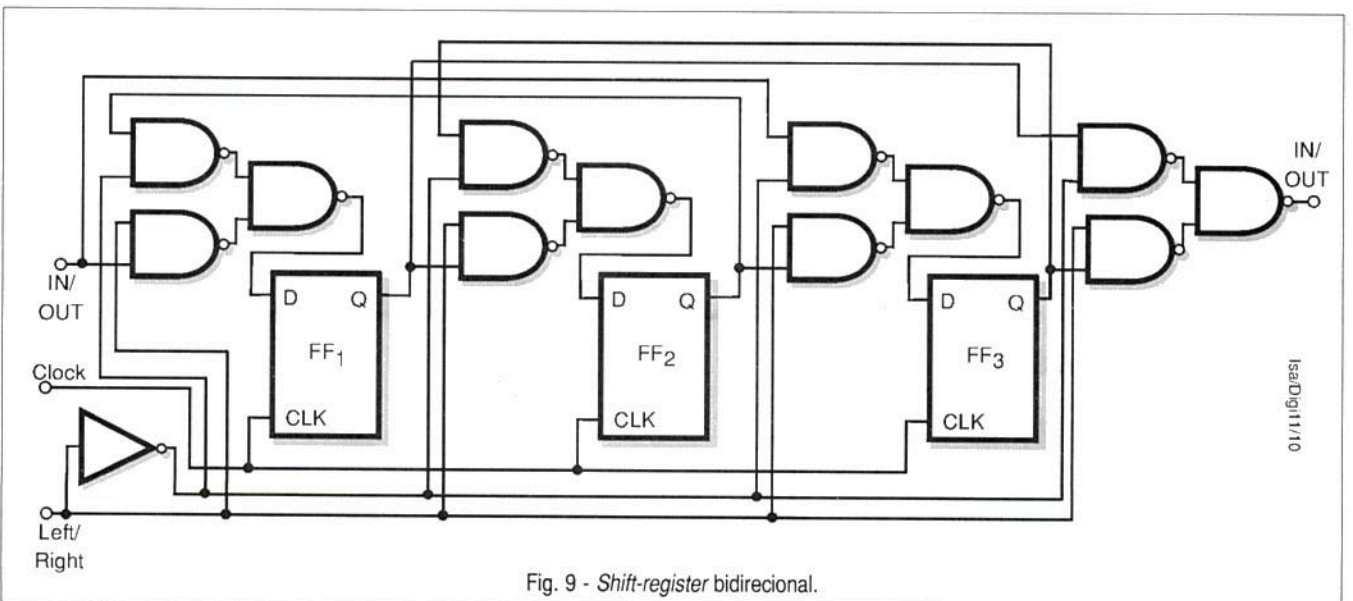 IN/
OUT
IN/
OUT
D Q
FF1
CLK
D Q
FF2
CLK
D Q
FF3
CLK
Clock
Left/
Right
Isa/Digi11/10
Fig. 9 - Shift-register bidirecional.